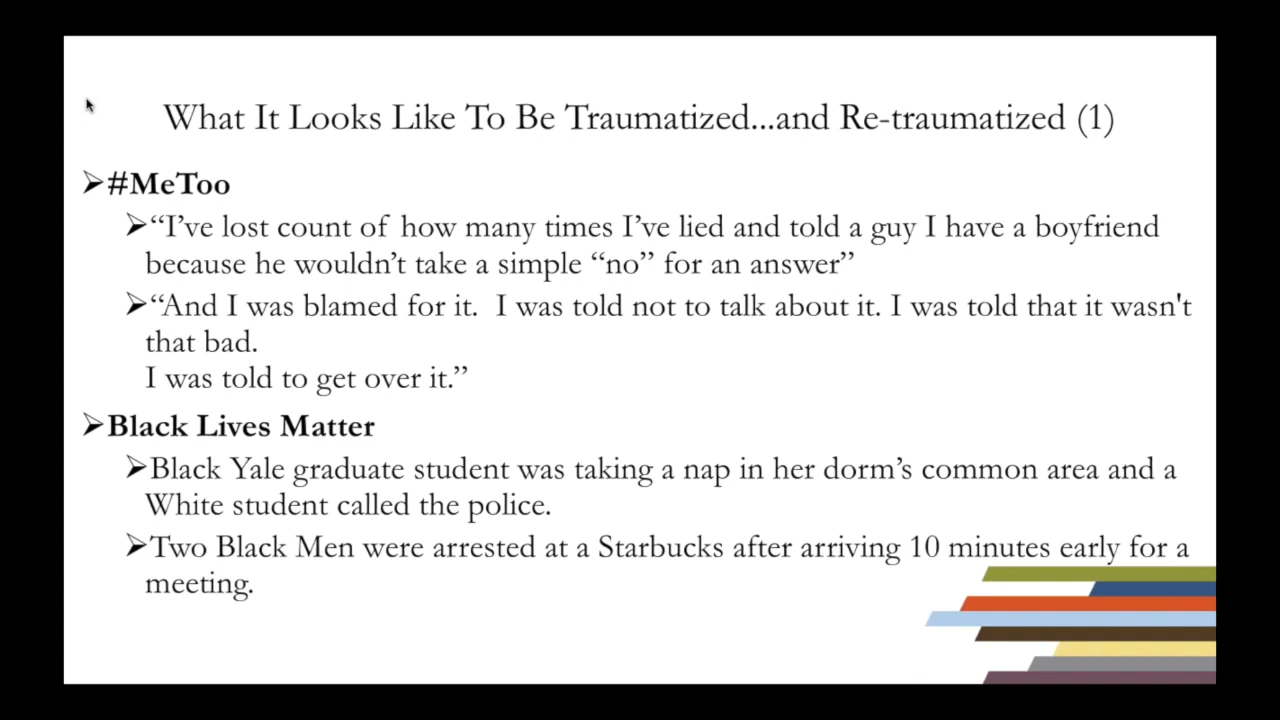 What It Looks Like To Be Traumatized...and Re-traumatized (1)
➢#MeToo
➢“I’ve lost count of how many times I’ve lied and told a guy I have a boyfriend
because he wouldn’t take a simple “no” for an answer”
➢“And I was blamed for it.  I was told not to talk about it. I was told that it wasn't
that bad.
I was told to get over it.”
➢Black Lives Matter
➢Black Yale graduate student was taking a nap in her dorm’s common area and a
White student called the police.
➢Two Black Men were arrested at a Starbucks after arriving 10 minutes early for a
meeting.